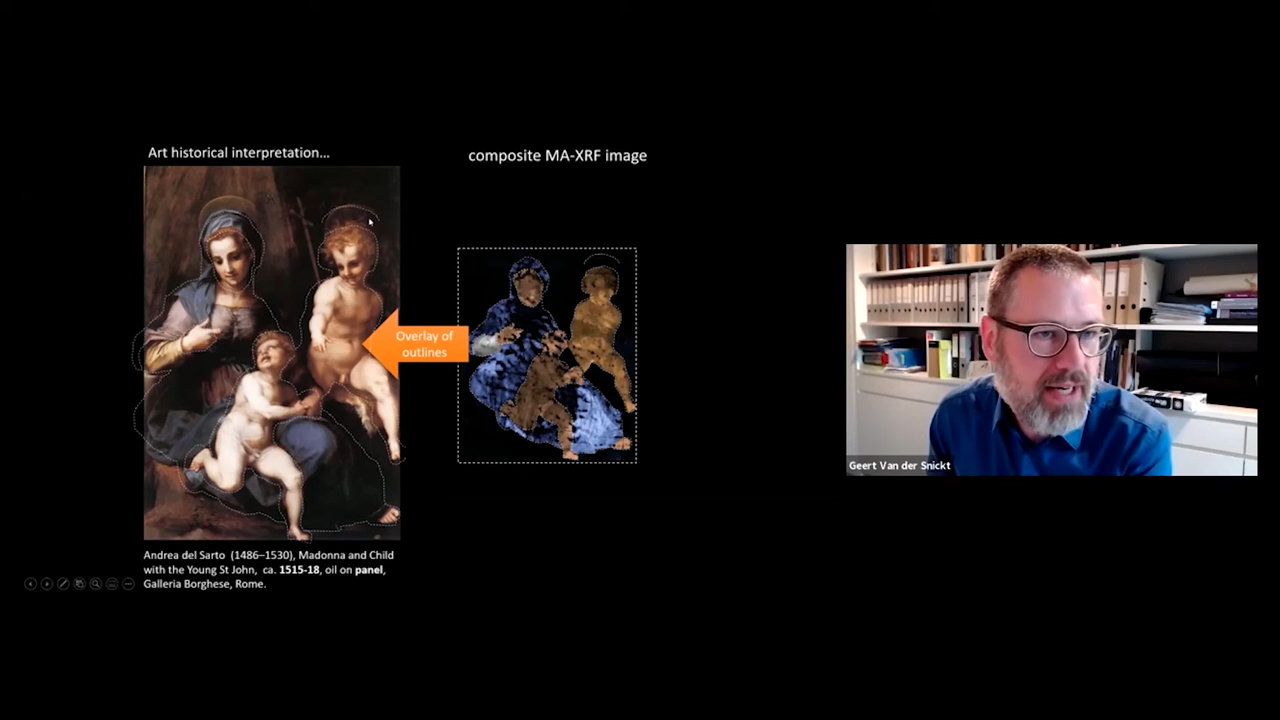 Art historical interpretation...
composite MA-XRF image
Overlay of
outlines
Andrea del Sarto (1486–1530), Madonna and Child
with the Young St John, ca. 1515-18, oil on panel,
Galleria Borghese, Rome.
Geert Van der Snickt